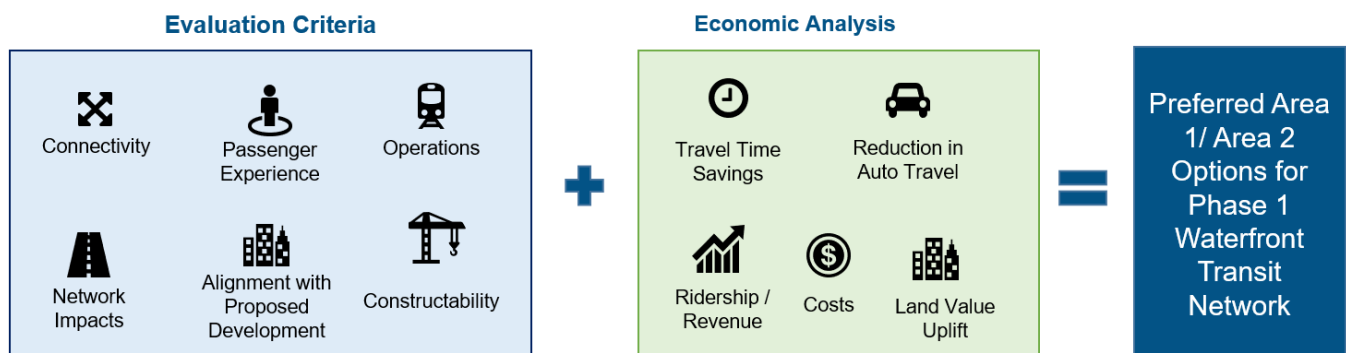 Evaluation Criteria
Connectivity
Passenger
Experience
Operations
Network
Impacts
Alignment with
Proposed
Development
Constructability
Economic Analysis
Travel Time
Savings
Reduction in
Auto Travel
Ridership /
Revenue
Costs
Land Value
Uplift
Preferred Area
1/ Area 2
Options for
Phase 1
Waterfront
Transit
Network